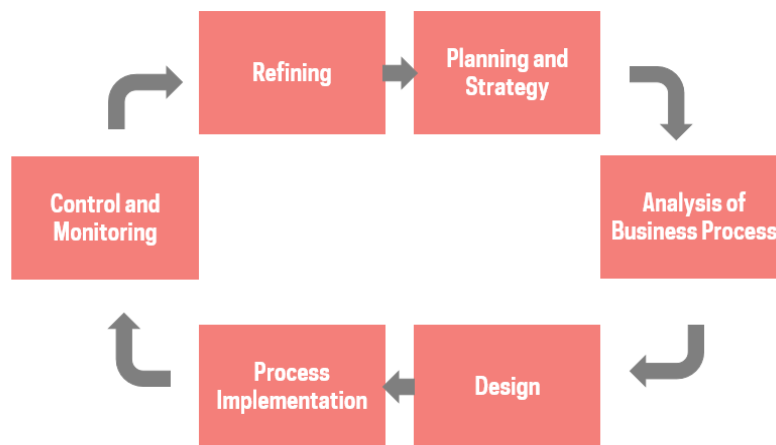 Refining
Planning and
Strategy
Control and
Monitoring
Analysis of
Business Process
Process
Implementation
Design